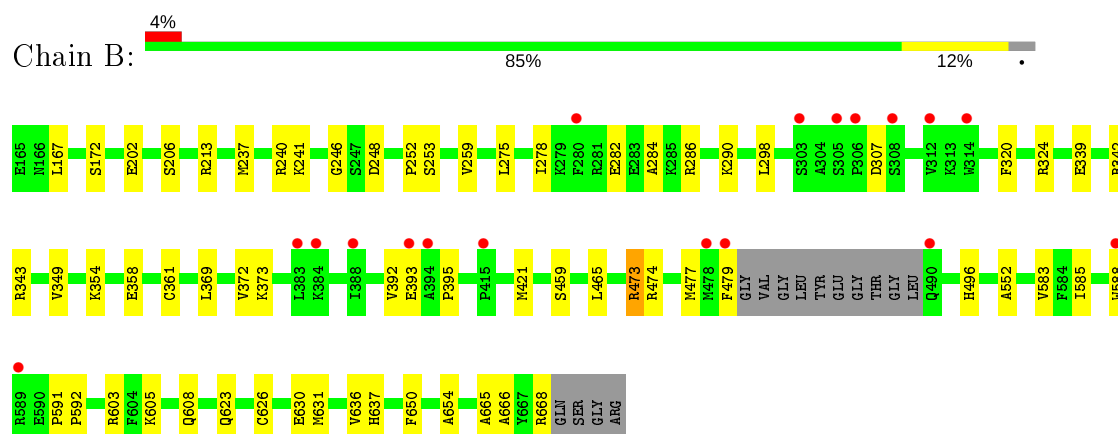 4%
Chain B:
85% 12% •
E165 N166 L167 S172 E202 S206 R213 M237 R240 K241 G246 S247 D248 P252 S253 V259 L275 I278 K279 F280 R281 E282 E283 A284 K285 R286 K290 L298 S303 A304 S305 P306 D307 S308 V312 K313 W314 F320 R324 E339
R343 V349 K354 E358 C361 L369 V372 K373 L383 K384 I388 V392 E393 A394 P395 P415 M421 S459 L465 R473 R474 M477 M478 F479 GLY VAL GLY LEU TYR GLU GLY GLY THR GLY LEU Q490 H496 A552 V583 F584 I585
R589 E590 P591 P592 R603 F604 K605 Q608 Q623 C626 E630 M631 V636 H637 F650 A654 A665 A666 Y667 R668 GLN SER GLY ARG